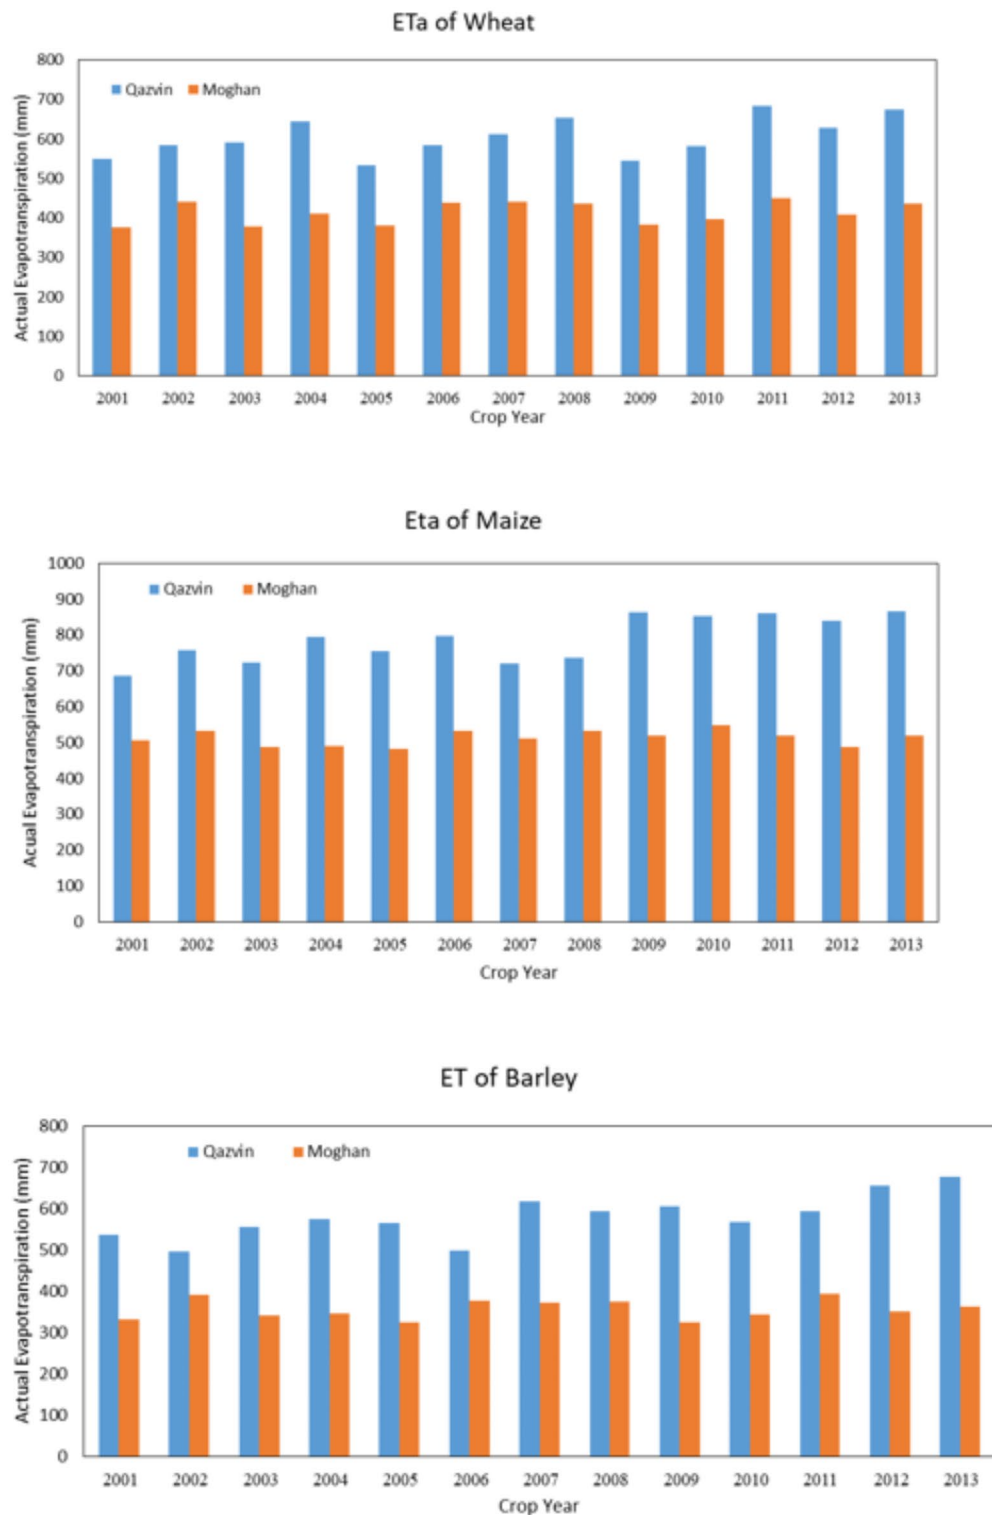 ETa of Wheat
800
Qazvin Moghan
700
600
500
400
300
200
100
0
Actual Evapotranspiration (mm)
2001 2002 2003 2004 2005 2006 2007 2008 2009 2010 2011 2012 2013
Crop Year
Eta of Maize
1000
Qazvin Moghan
900
800
700
600
500
400
300
200
100
0
Acual Evapotranspiration (mm)
2001 2002 2003 2004 2005 2006 2007 2008 2009 2010 2011 2012 2013
Crop Year
ET of Barley
800
Qazvin Moghan
700
600
500
400
300
200
100
0
Actual Evapotranspiration (mm)
2001 2002 2003 2004 2005 2006 2007 2008 2009 2010 2011 2012 2013
Crop Year